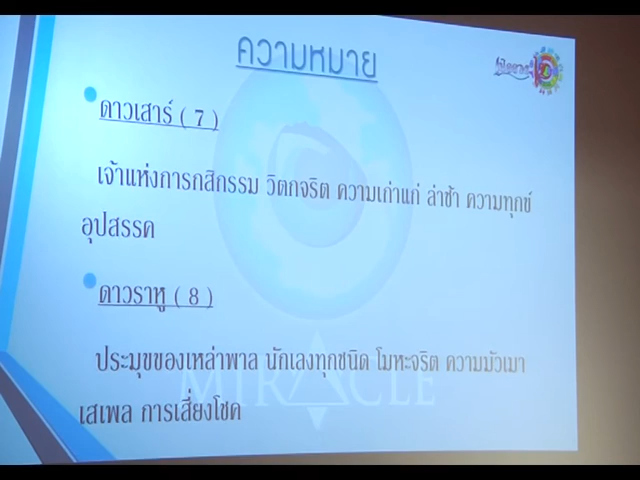 ความหมาย
ดาวเสาร์ ( 7 )
เจ้าแห่งการกสิกรรม วิตกจริต ความเก่าแก่ ล่าช้า ความทุกข์
อุปสรรค
ดาวราหู ( 8 )
ประมุขของเหล่าพาล นักเลงทุกชนิด โมหะจริต ความมัวเมา
เสเพล การเสี่ยงโชค
MIRACLE